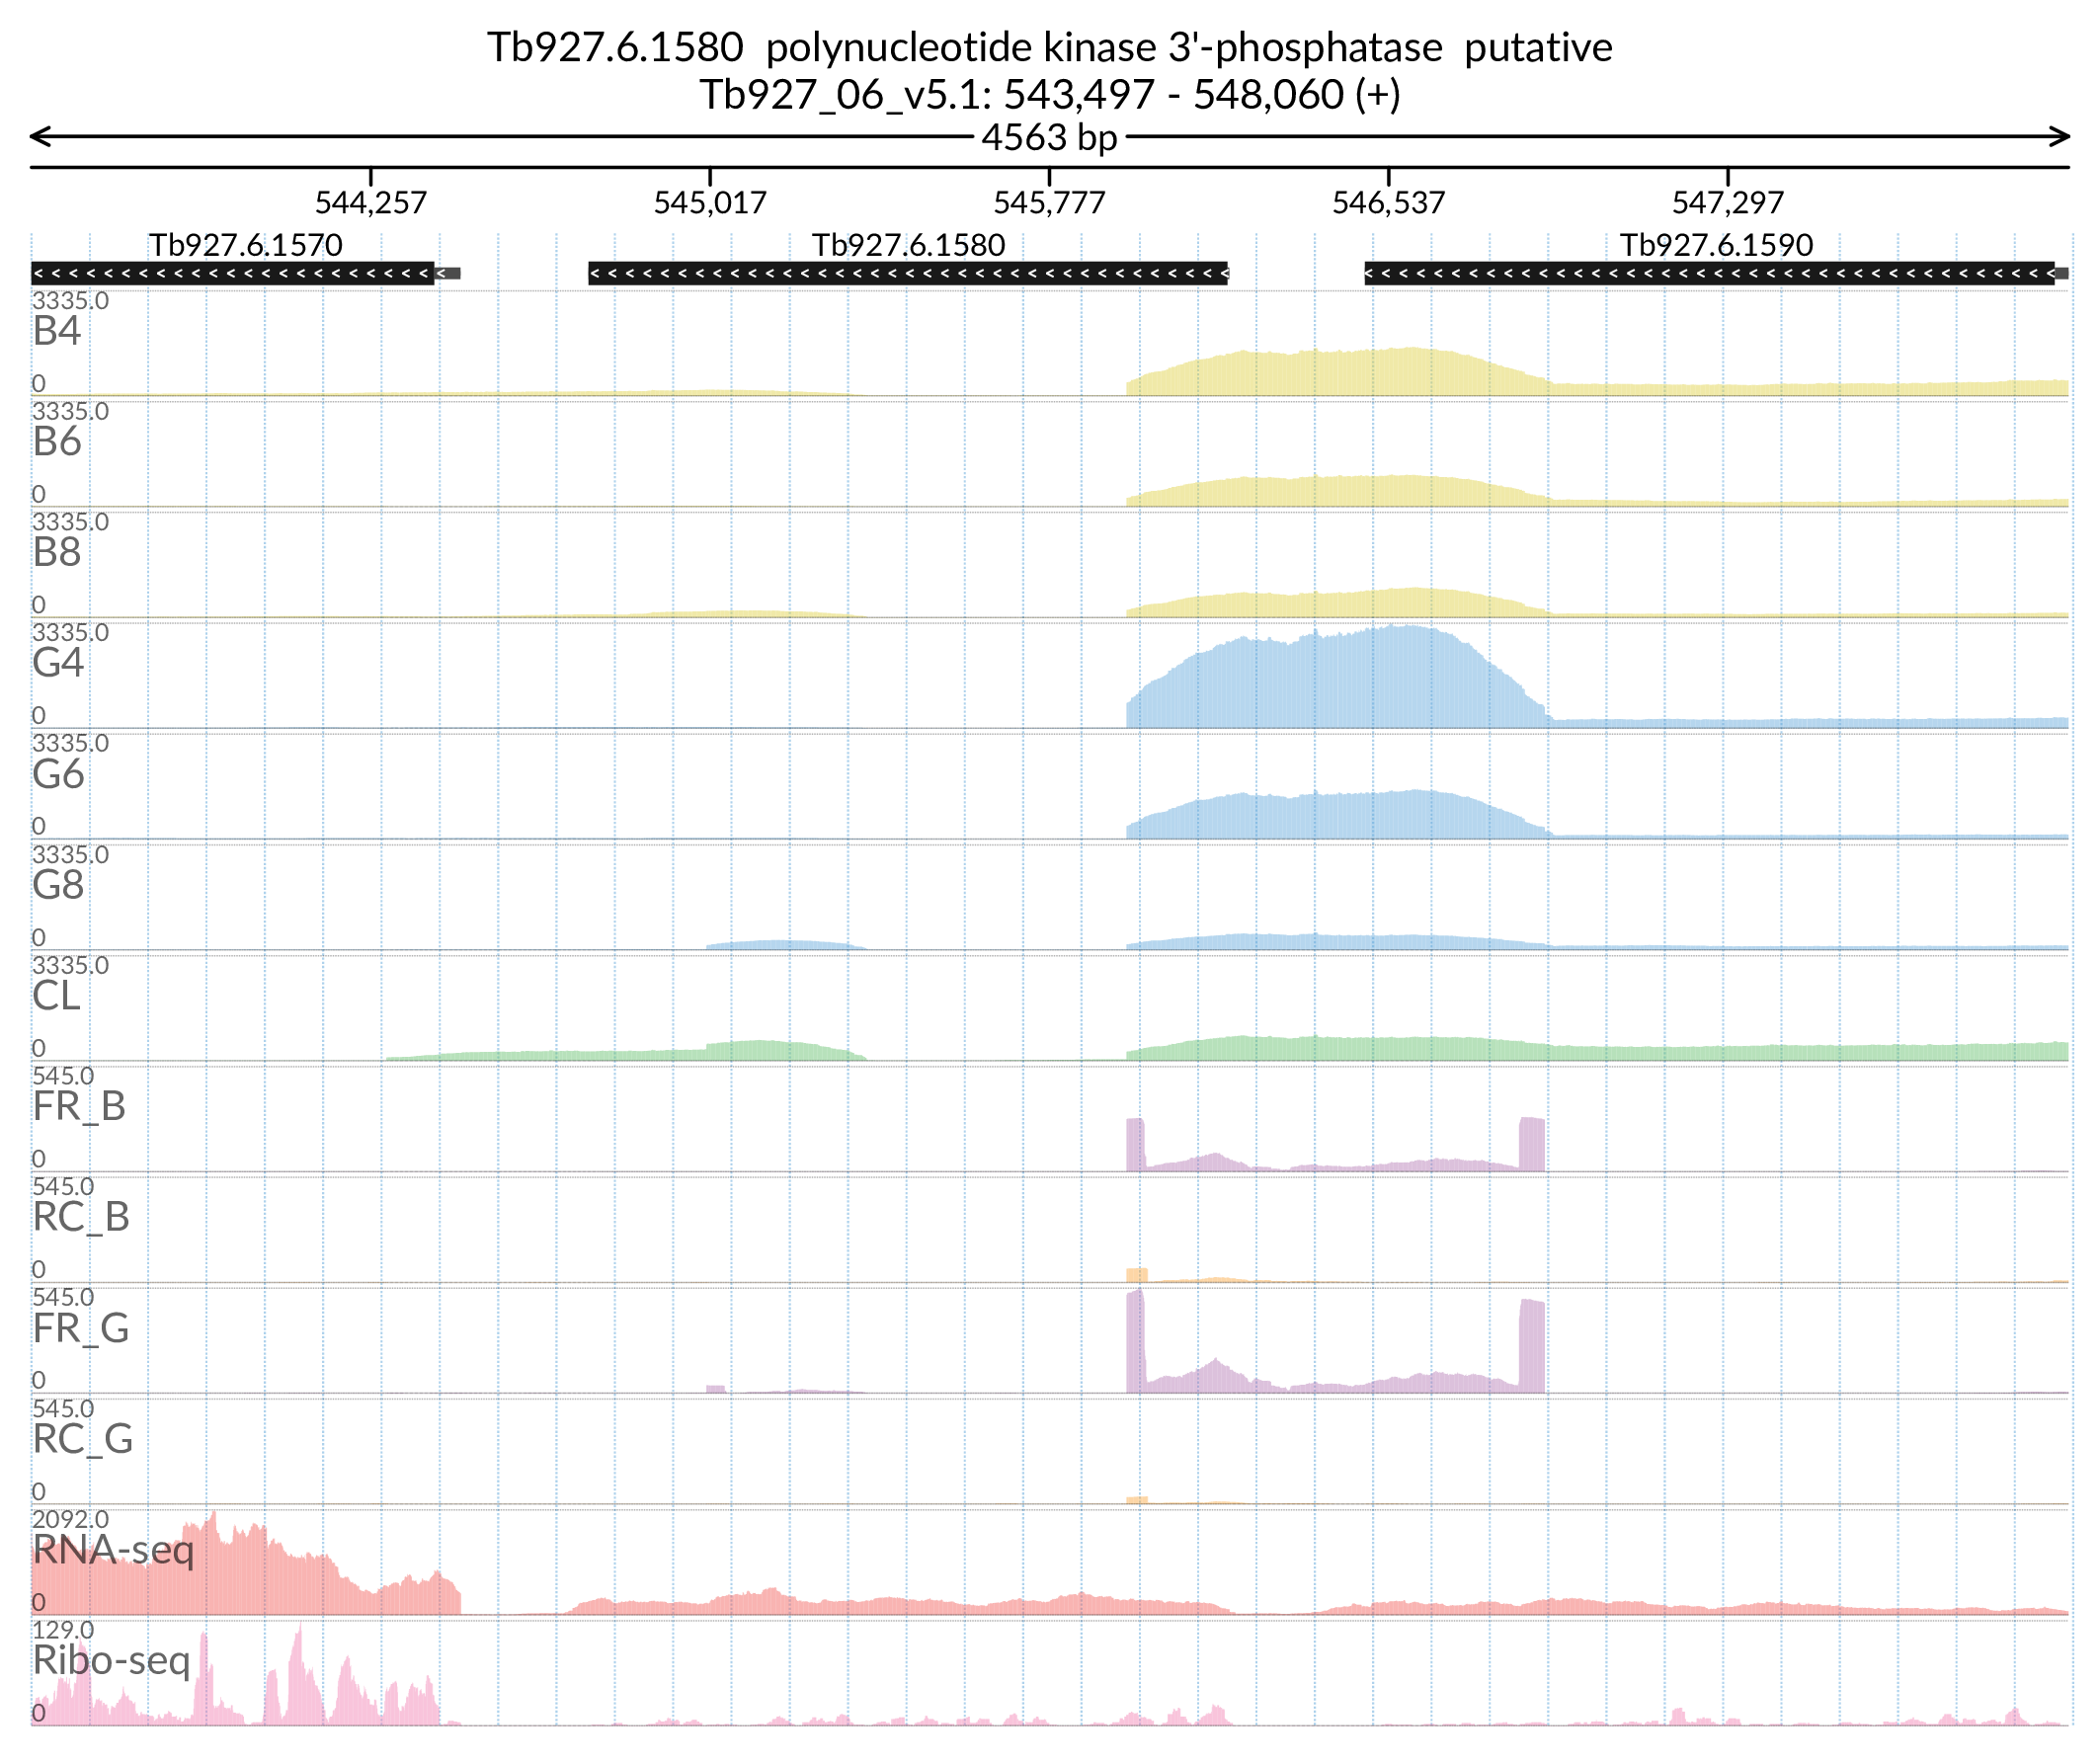 Tb927.6.1580  polynucleotide kinase 3'-phosphatase  putative
Tb927_06_v5.1: 543,497 - 548,060 (+)
4563 bp
544,257 545,017 545,777 546,537 547,297
Tb927.6.1570 Tb927.6.1580 Tb927.6.1590
3335.0
B4
0
3335.0
B6
0
3335.0
B8
0
3335.0
G4
0
3335.0
G6
0
3335.0
G8
0
3335.0
CL
0
545.0
FR_B
0
545.0
RC_B
0
545.0
FR_G
0
545.0
RC_G
0
2092.0
RNA-seq
0
129.0
Ribo-seq
0